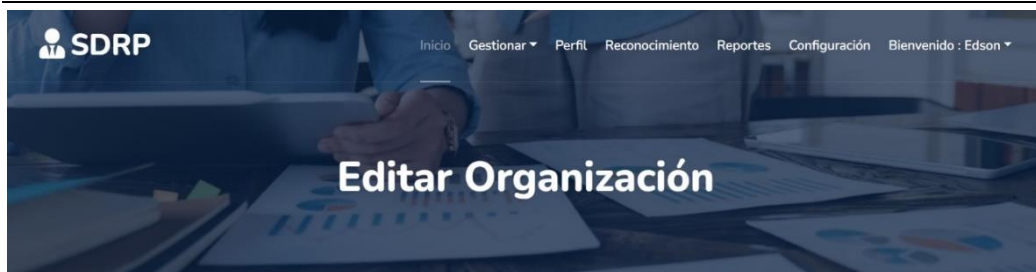 SDRP
Inicio Gestionar Perfil Reconocimiento Reportes Configuración Bienvenido : Edson
Editar Organización